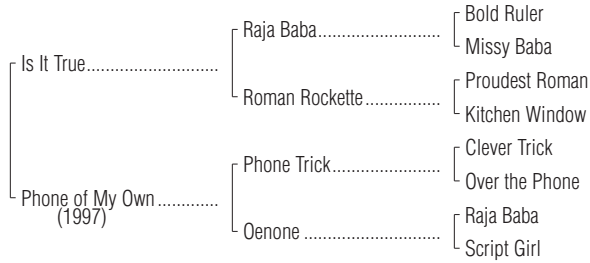 Bold Ruler
Raja Baba
Missy Baba
Is It True
Proudest Roman
Roman Rockette
Kitchen Window
Clever Trick
Phone Trick
Over the Phone
Phone of My Own
(1997)
Raja Baba
Oenone
Script Girl